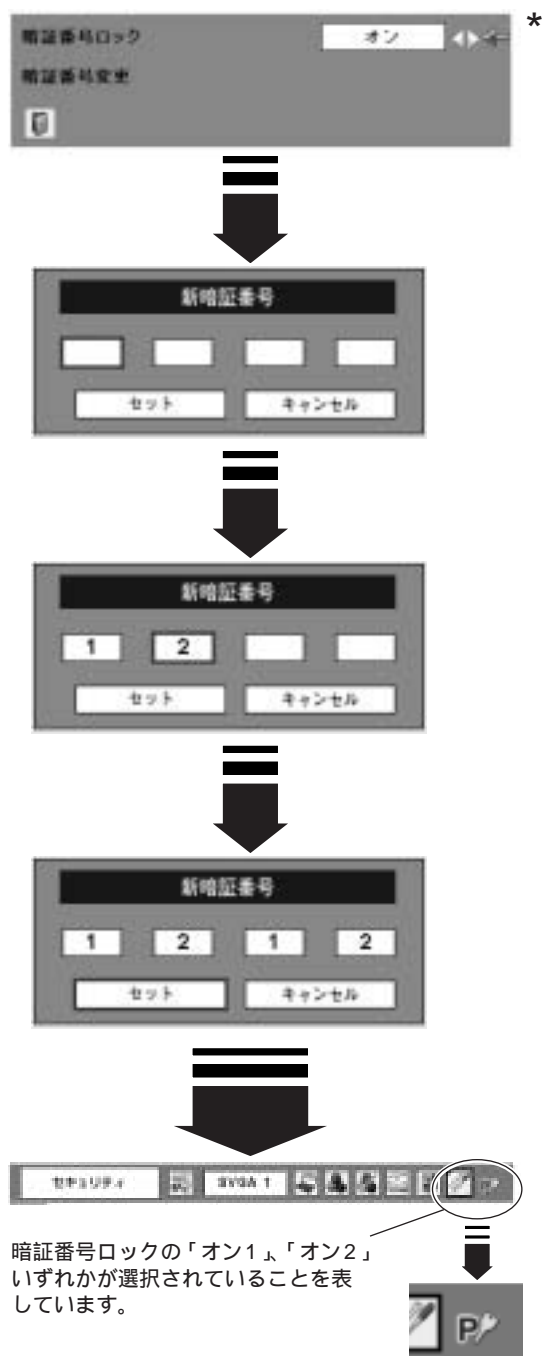 暗証番号ロック
オン
*
暗証番号変更
新暗証番号
セット
キャンセル
新暗証番号
1
2
セット
キャンセル
新暗証番号
1
2
1
2
セット
キャンセル
セキュリティ
SVGA 1
P
暗証番号ロックの「オン1」、「オン2」
いずれかが選択されていることを表
しています。
P